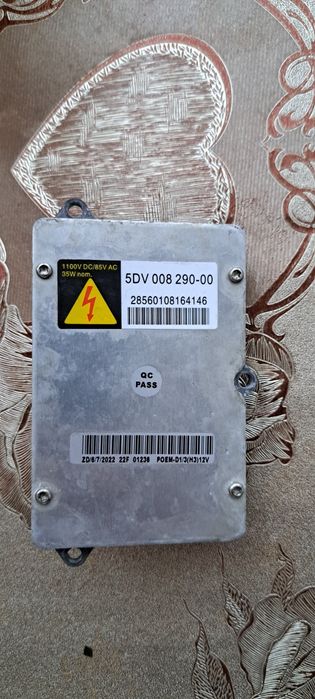 1100V DC/85V AC
35W nom.
5DV 008 290-00
28560108164146
QC
PASS
ZD/6/7/2022 22F 01236 POEM-D1/3(H3)12V